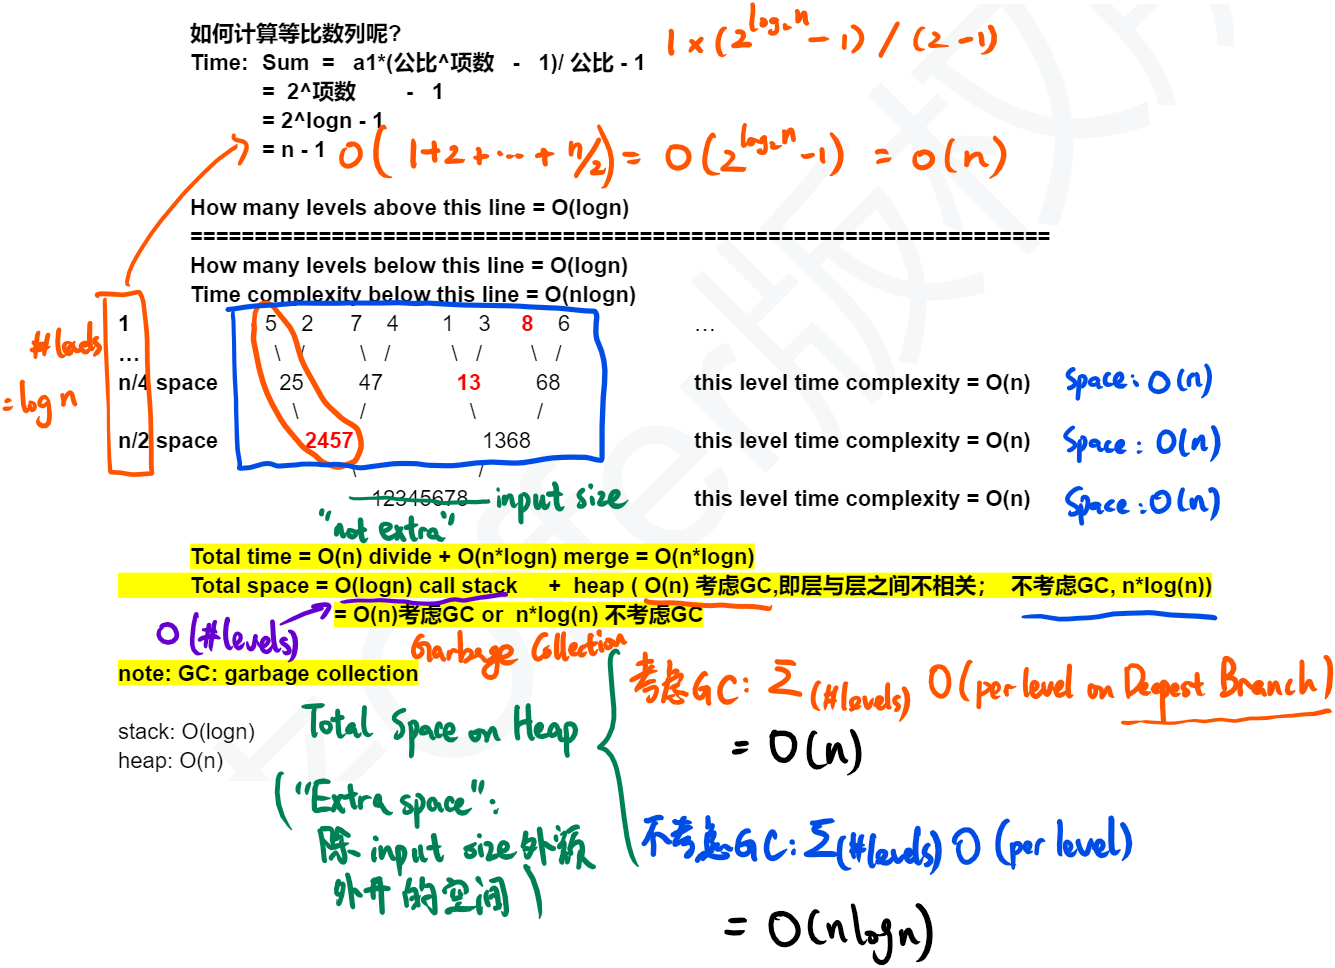 如何计算等比数列呢?
1 × (2^log₂n - 1) / (2 - 1)
Time: Sum = a1*(公比^项数 - 1)/ 公比 - 1
= 2^项数 - 1
= 2^logn - 1
= n - 1
O( 1+2+⋯+ n/2) = O(2^log₂n - 1) = O(n)
How many levels above this line = O(logn)
===================================================================
How many levels below this line = O(logn)
Time complexity below this line = O(nlogn)
1 5 2 7 4 1 3 8 6 ...
\ / \ / \ \ \ /
...
# levels
= log n
n/4 space 25 47 13 68 this level time complexity = O(n) Space: O(n)
\ / \ /
n/2 space 2457 1368 this level time complexity = O(n) Space: O(n)
\ /
12345678 input size this level time complexity = O(n) Space: O(n)
"not extra"
Total time = O(n) divide + O(n*logn) merge = O(n*logn)
Total space = O(logn) call stack + heap ( O(n) 考虑GC,即层与层之间不相关; 不考虑GC, n*log(n))
= O(n)考虑GC or n*log(n) 不考虑GC
O(#levels)
Garbage Collection
note: GC: garbage collection
考虑GC: Σ(#levels) O(per level on Deepest Branch)
= O(n)
stack: O(logn)
heap: O(n)
Total Space on Heap
("Extra space":
除 input size 外额
外开的空间)
不考虑GC: Σ(#levels) O (per level)
= O(nlogn)